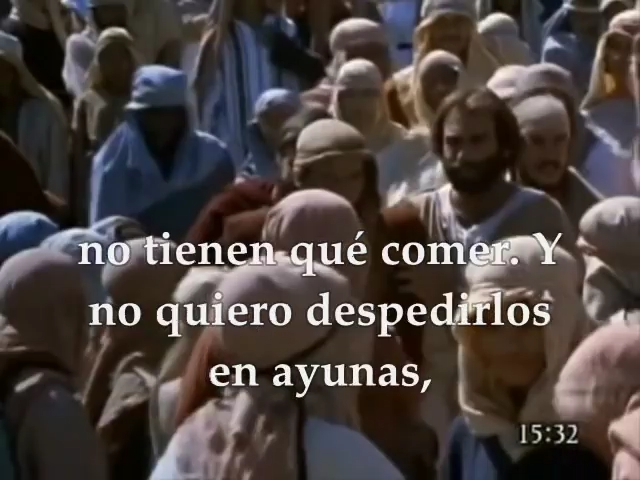 no tienen qué comer. Y
no quiero despedirlos
en ayunas,
15:32